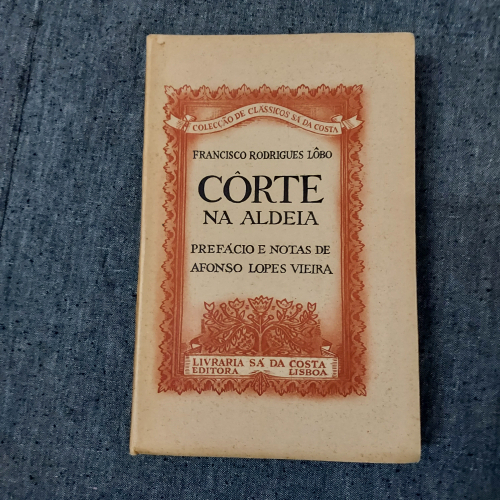 COLECÇÃO DE CLÁSSICOS SÁ DA COSTA
FRANCISCO RODRIGUES LÔBO
CÔRTE
NA ALDEIA
PREFÁCIO E NOTAS DE
AFONSO LOPES VIEIRA
LIVRARIA SÁ DA COSTA
EDITORA LISBOA